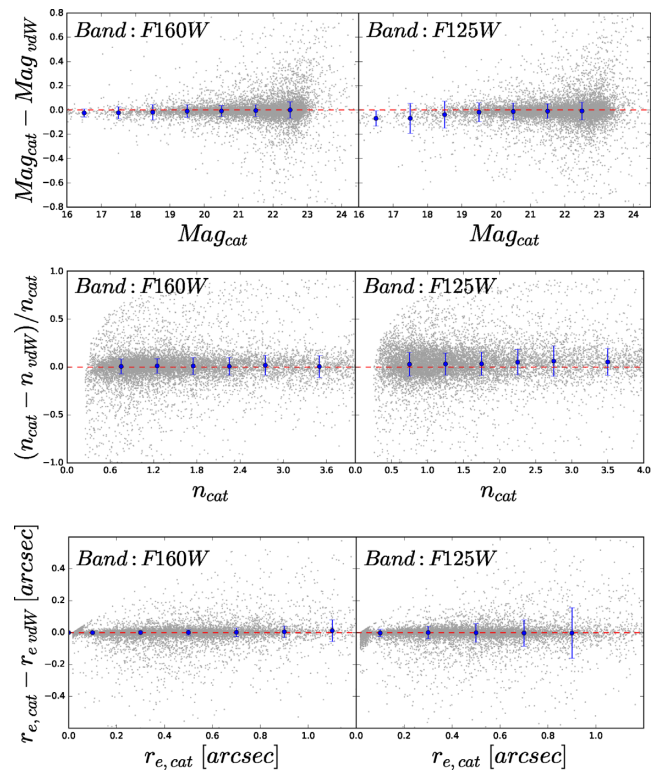 Band : F160W
Band : F125W
Mag_cat − Mag_vdW
0.8
0.6
0.4
0.2
0.0
−0.2
−0.4
−0.6
−0.8
16 17 18 19 20 21 22 23 24
16 17 18 19 20 21 22 23 24
Mag_cat
Mag_cat
Band : F160W
Band : F125W
(n_cat − n_vdW)/n_cat
1.0
0.5
0.0
−0.5
−1.0
0.0 0.6 1.2 1.8 2.4 3.0 3.6
0.0 0.5 1.0 1.5 2.0 2.5 3.0 3.5 4.0
n_cat
n_cat
Band : F160W
Band : F125W
r_e,cat − r_e vdW [arcsec]
0.4
0.2
0.0
−0.2
−0.4
0.0 0.2 0.4 0.6 0.8 1.0
0.0 0.2 0.4 0.6 0.8 1.0
r_e,cat [arcsec]
r_e,cat [arcsec]